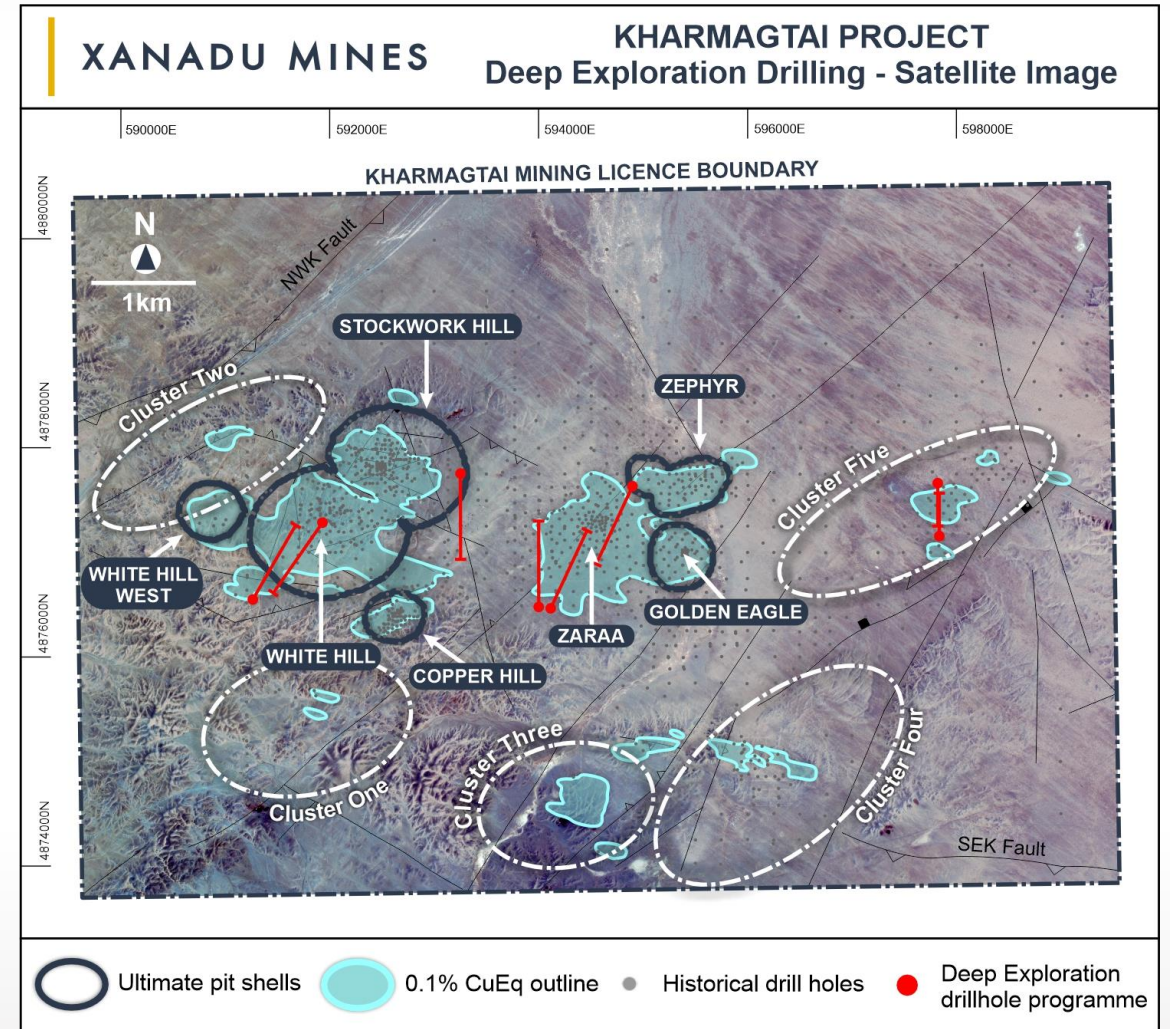 XANADU MINES
KHARMAGTAI PROJECT
Deep Exploration Drilling - Satellite Image
590000E
592000E
594000E
596000E
598000E
KHARMAGTAI MINING LICENCE BOUNDARY
4880000N
4878000N
4876000N
4874000N
N
1km
NWK Fault
STOCKWORK HILL
Cluster Two
ZEPHYR
Cluster Five
WHITE HILL
WEST
WHITE HILL
COPPER HILL
ZARAA
GOLDEN EAGLE
Cluster One
Cluster Three
Cluster Four
SEK Fault
Ultimate pit shells
0.1% CuEq outline
Historical drill holes
Deep Exploration
drillhole programme